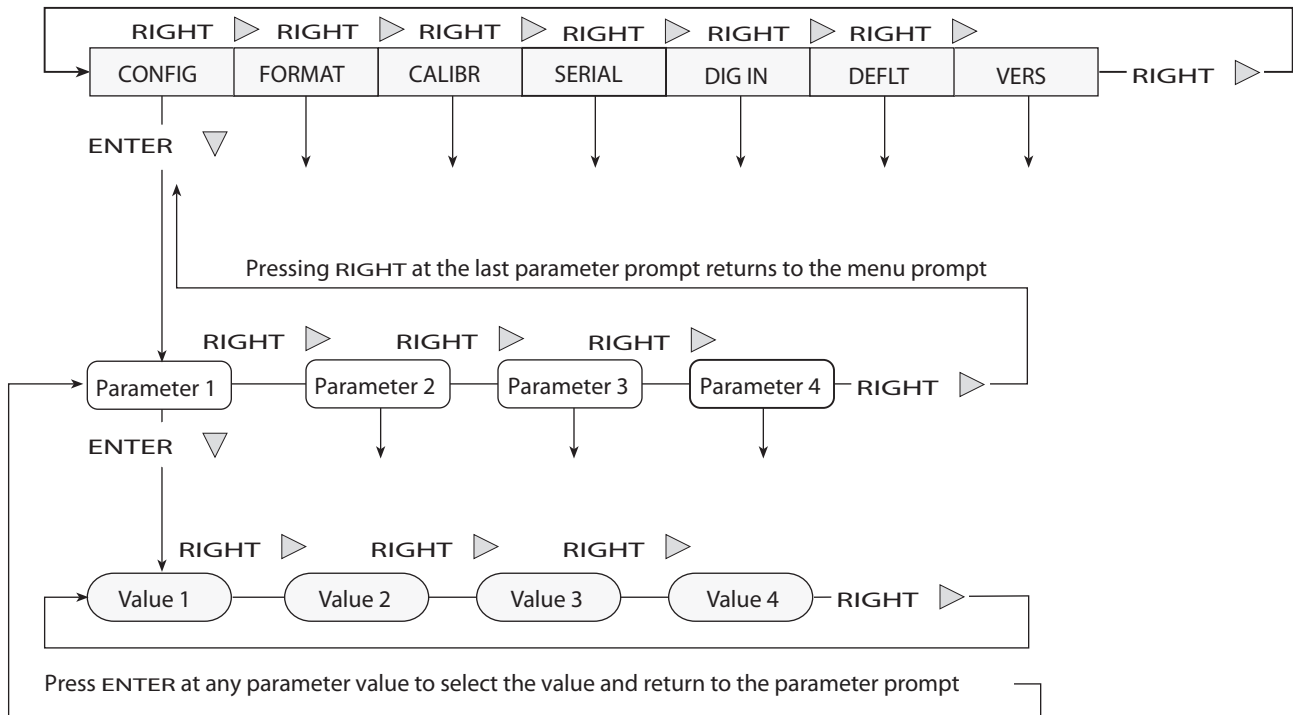 RIGHT RIGHT RIGHT RIGHT RIGHT RIGHT
CONFIG FORMAT CALIBR SERIAL DIG IN DEFLT VERS RIGHT
ENTER
Pressing RIGHT at the last parameter prompt returns to the menu prompt
RIGHT RIGHT RIGHT
Parameter 1 Parameter 2 Parameter 3 Parameter 4 RIGHT
ENTER
RIGHT RIGHT RIGHT
Value 1 Value 2 Value 3 Value 4 RIGHT
Press ENTER at any parameter value to select the value and return to the parameter prompt